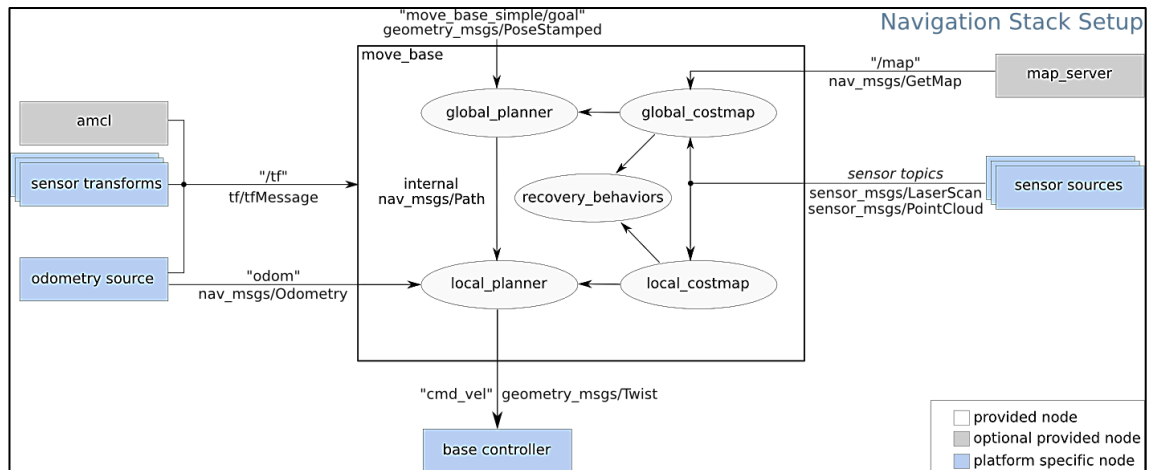 Navigation Stack Setup
"move_base_simple/goal"
geometry_msgs/PoseStamped
move_base
"/map"
nav_msgs/GetMap
map_server
amcl
global_planner
global_costmap
sensor transforms
"/tf"
tf/tfMessage
internal
nav_msgs/Path
recovery_behaviors
sensor topics
sensor_msgs/LaserScan
sensor_msgs/PointCloud
sensor sources
odometry source
"odom"
nav_msgs/Odometry
local_planner
local_costmap
"cmd_vel" geometry_msgs/Twist
base controller
provided node
optional provided node
platform specific node